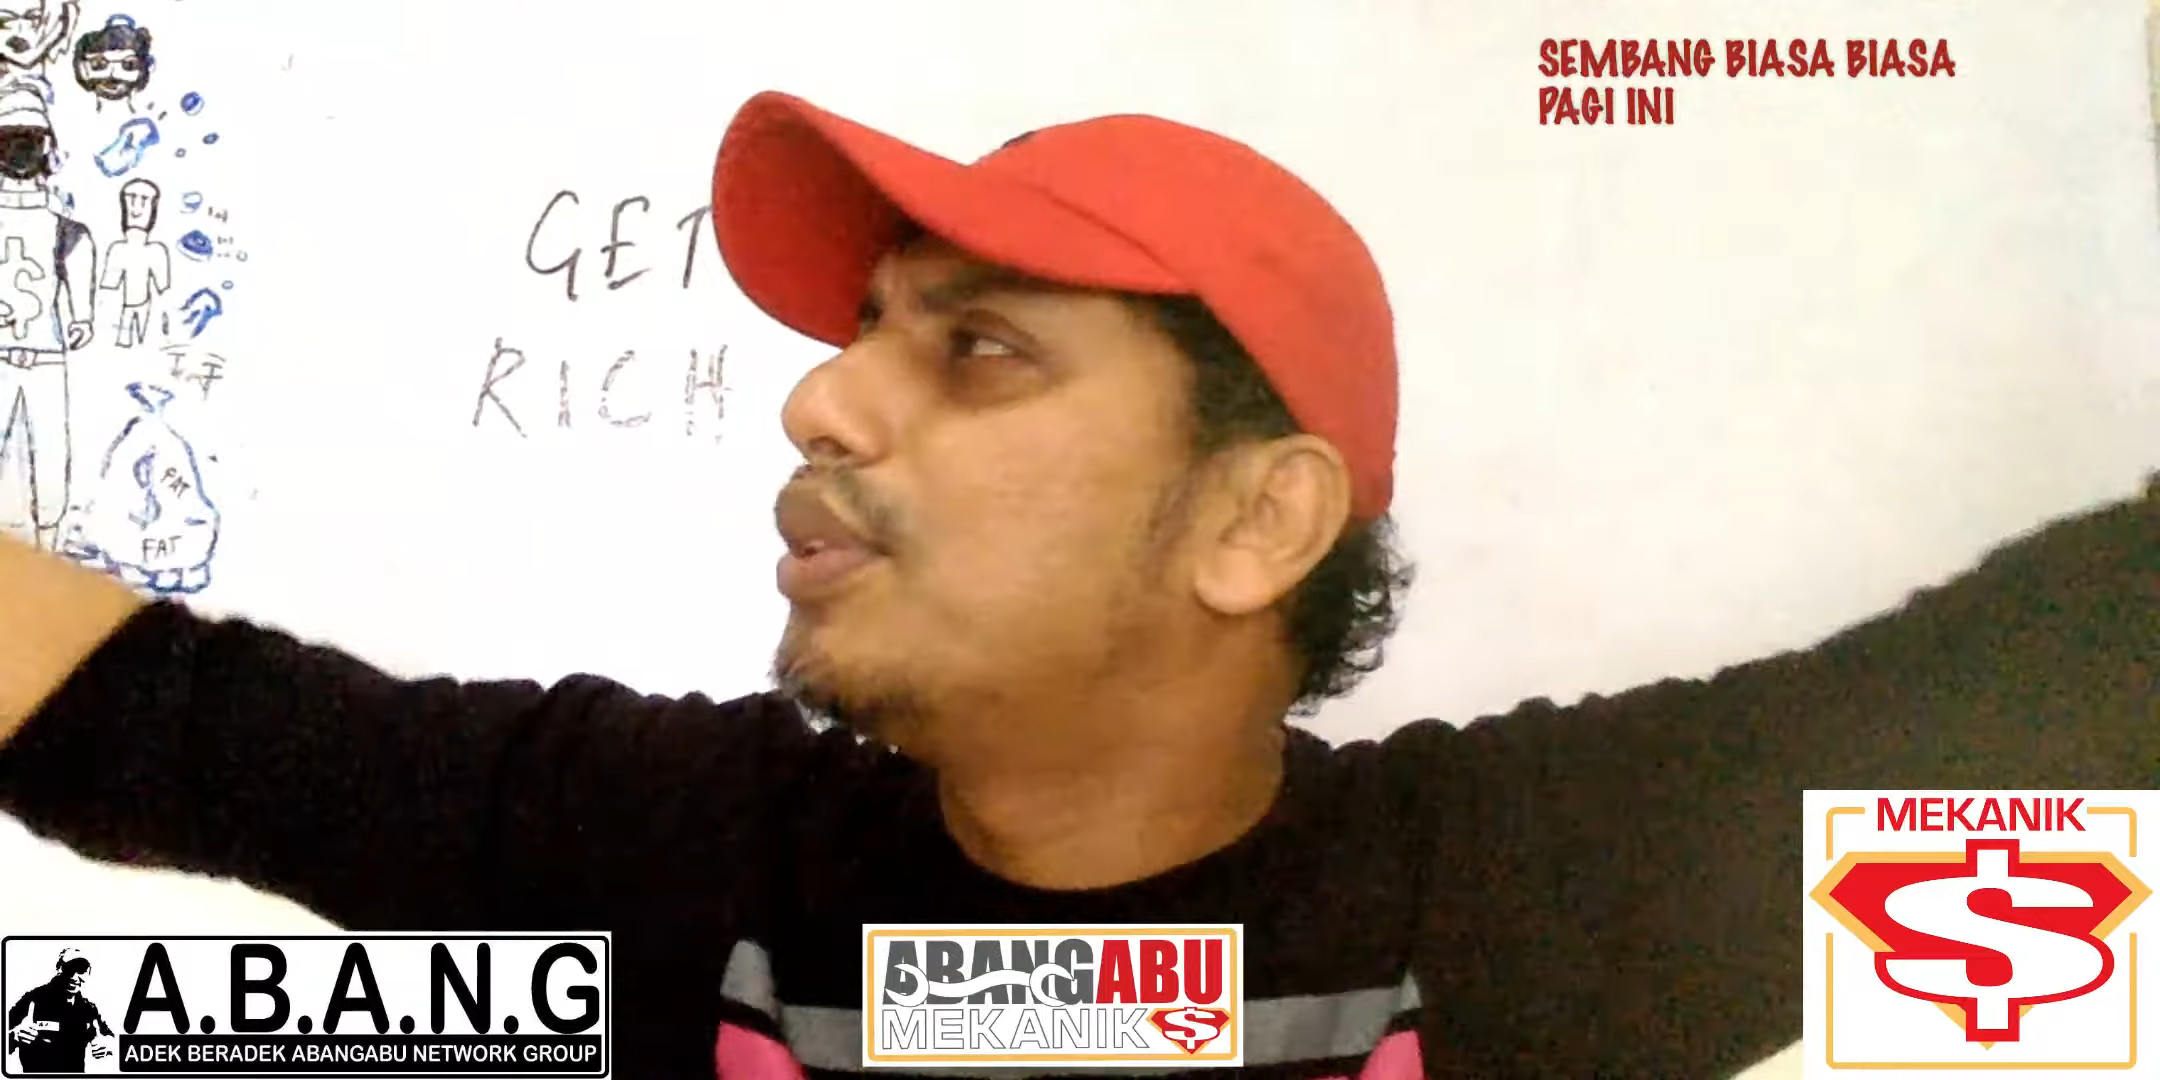 SEMBANG BIASA BIASA
PAGI INI
GET
RICH
$
$
FAT
FAT
A.B.A.N.G
ADEK BERADEK ABANGABU NETWORK GROUP
ABANGABU
MEKANIK $
MEKANIK
$